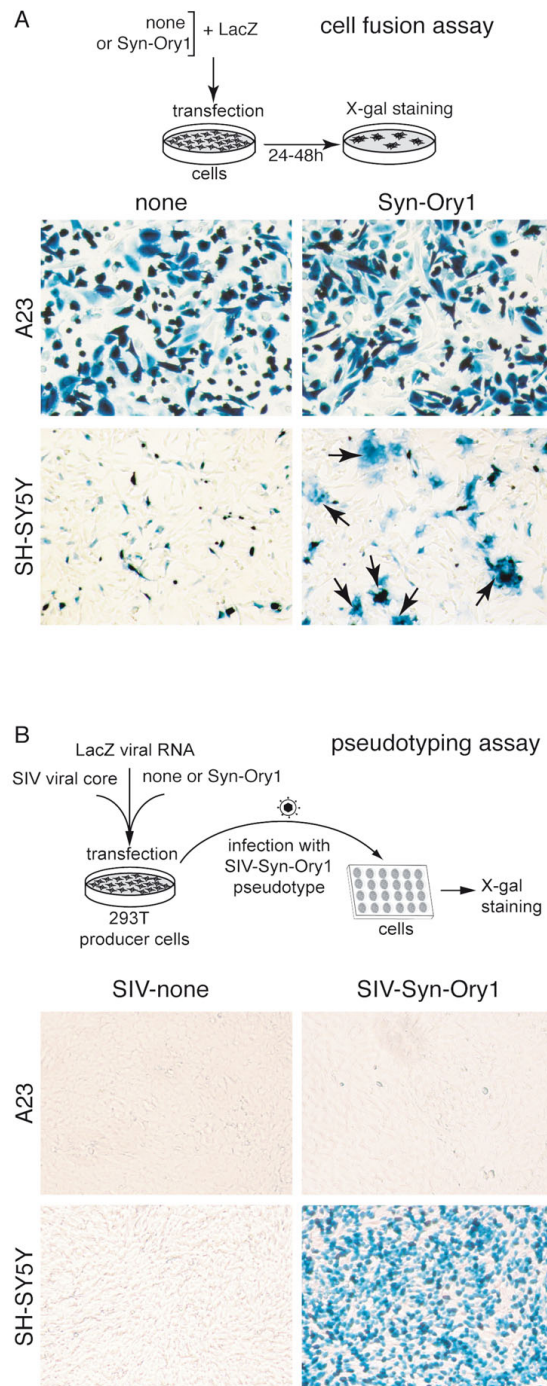 A
none
or Syn-Ory1
+ LacZ
cell fusion assay
transfection
X-gal staining
24-48h
cells
none
Syn-Ory1
A23
SH-SY5Y
B
LacZ viral RNA
pseudotyping assay
SIV viral core
none or Syn-Ory1
transfection
infection with
SIV-Syn-Ory1
pseudotype
X-gal
staining
293T
producer cells
cells
SIV-none
SIV-Syn-Ory1
A23
SH-SY5Y